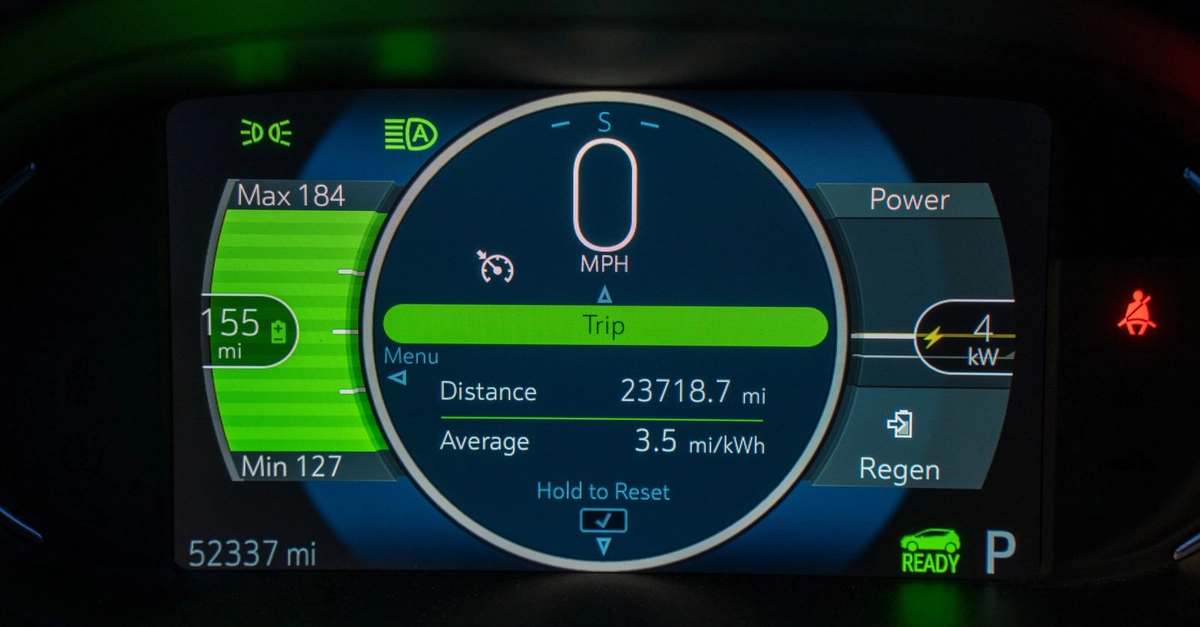 S
0
MPH
Max 184
155
mi
Min 127
Trip
Menu
Distance 23718.7 mi
Average 3.5 mi/kWh
Hold to Reset
Power
4
kW
Regen
52337 mi
READY
P
A